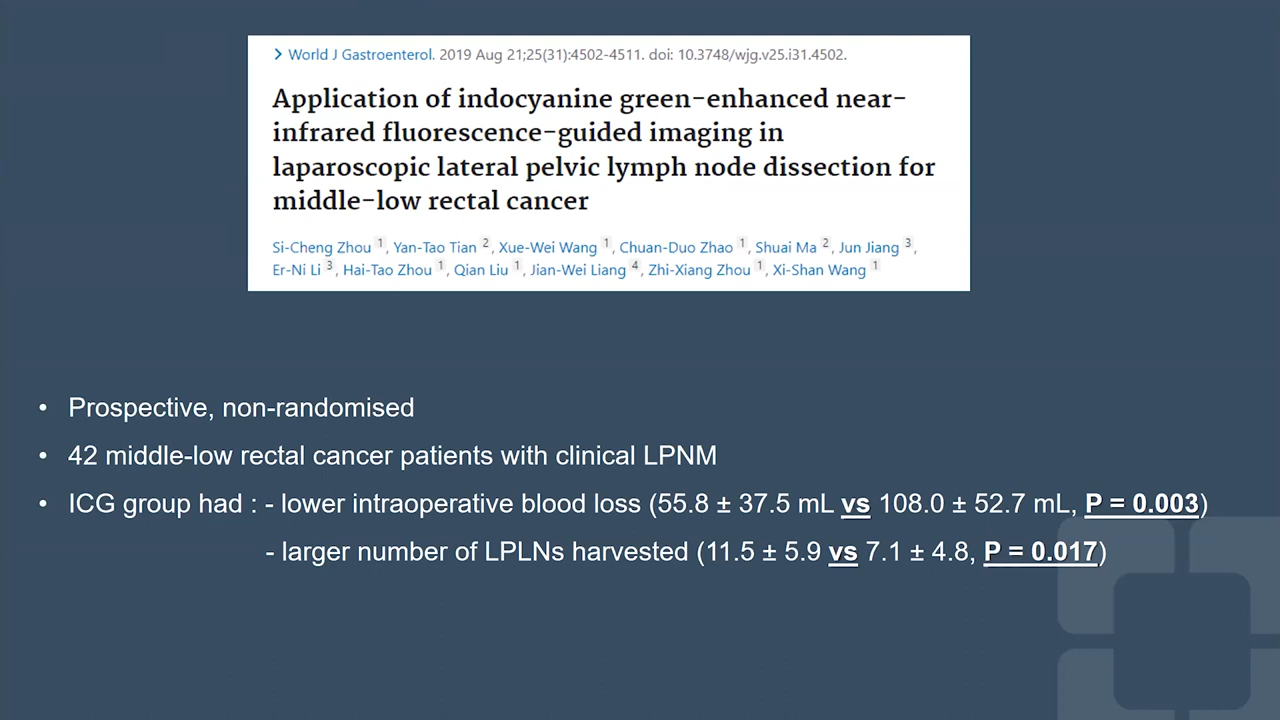 > World J Gastroenterol. 2019 Aug 21;25(31):4502-4511. doi: 10.3748/wjg.v25.i31.4502.
Application of indocyanine green-enhanced near-
infrared fluorescence-guided imaging in
laparoscopic lateral pelvic lymph node dissection for
middle-low rectal cancer
Si-Cheng Zhou 1, Yan-Tao Tian 2, Xue-Wei Wang 1, Chuan-Duo Zhao 1, Shuai Ma 2, Jun Jiang 3,
Er-Ni Li 3, Hai-Tao Zhou 1, Qian Liu 1, Jian-Wei Liang 4, Zhi-Xiang Zhou 1, Xi-Shan Wang 1
• Prospective, non-randomised
• 42 middle-low rectal cancer patients with clinical LPNM
• ICG group had : - lower intraoperative blood loss (55.8 ± 37.5 mL vs 108.0 ± 52.7 mL, P = 0.003)
- larger number of LPLNs harvested (11.5 ± 5.9 vs 7.1 ± 4.8, P = 0.017)